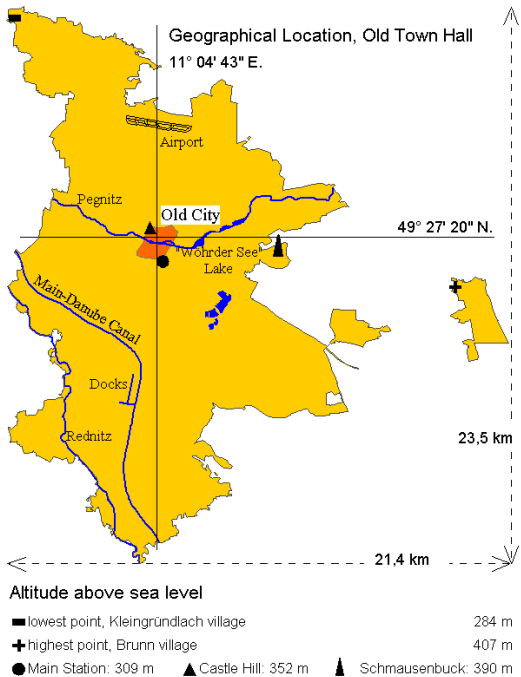 Geographical Location, Old Town Hall
11° 04' 43" E.
Airport
Pegnitz
Old City
49° 27' 20" N.
"Wöhrder See"
Lake
Main-Danube Canal
Docks
Rednitz
23,5 km
21,4 km
Altitude above sea level
lowest point, Kleingründlach village 284 m
highest point, Brunn village 407 m
Main Station: 309 m Castle Hill: 352 m Schmausenbuck: 390 m